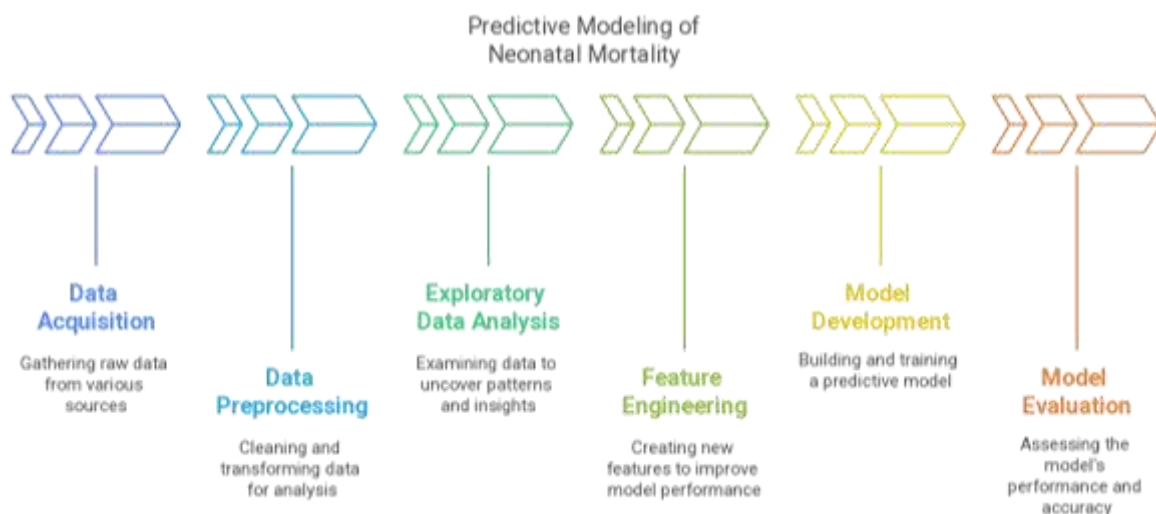 Predictive Modeling of
Neonatal Mortality
Data
Acquisition
Gathering raw data
from various
sources
Data
Preprocessing
Cleaning and
transforming data
for analysis
Exploratory
Data Analysis
Examining data to
uncover patterns
and insights
Feature
Engineering
Creating new
features to improve
model performance
Model
Development
Building and training
a predictive model
Model
Evaluation
Assessing the
model's
performance and
accuracy